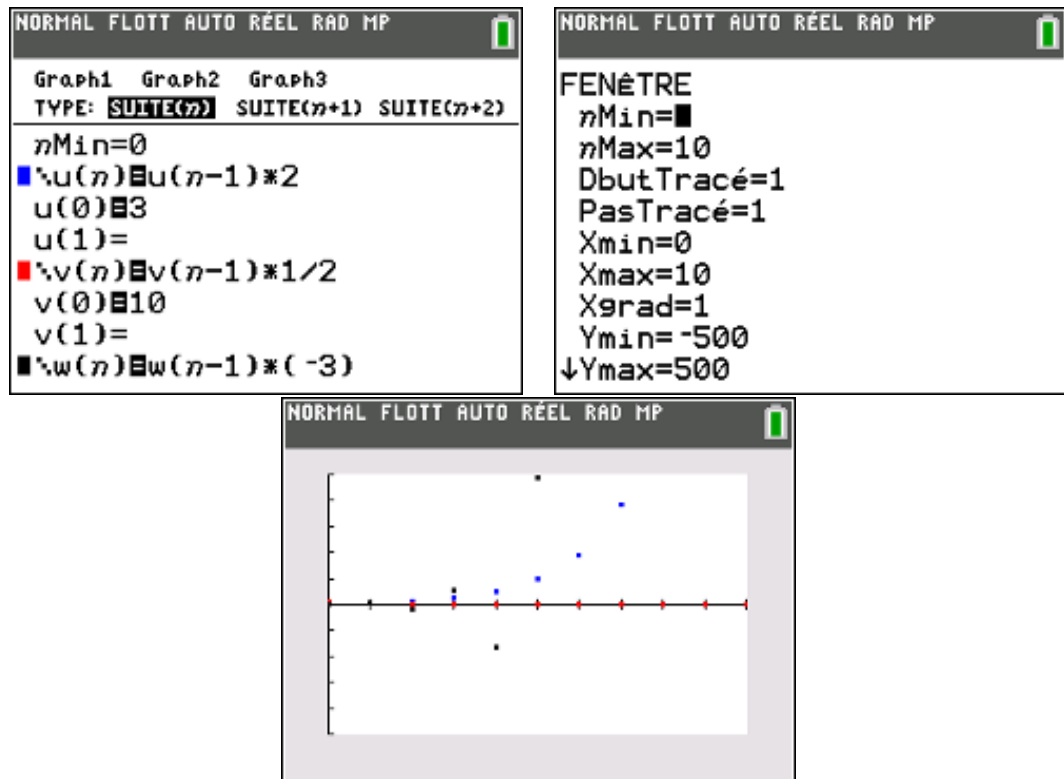 NORMAL FLOTT AUTO RÉEL RAD MP
Graph1 Graph2 Graph3
TYPE: SUITE(n) SUITE(n+1) SUITE(n+2)
nMin=0
u(n)=u(n-1)*2
u(0)=3
u(1)=
v(n)=v(n-1)*1/2
v(0)=10
v(1)=
w(n)=w(n-1)*(-3)
NORMAL FLOTT AUTO RÉEL RAD MP
FENÊTRE
nMin=
nMax=10
DbutTracé=1
PasTracé=1
Xmin=0
Xmax=10
Xgrad=1
Ymin=-500
↓Ymax=500
NORMAL FLOTT AUTO RÉEL RAD MP